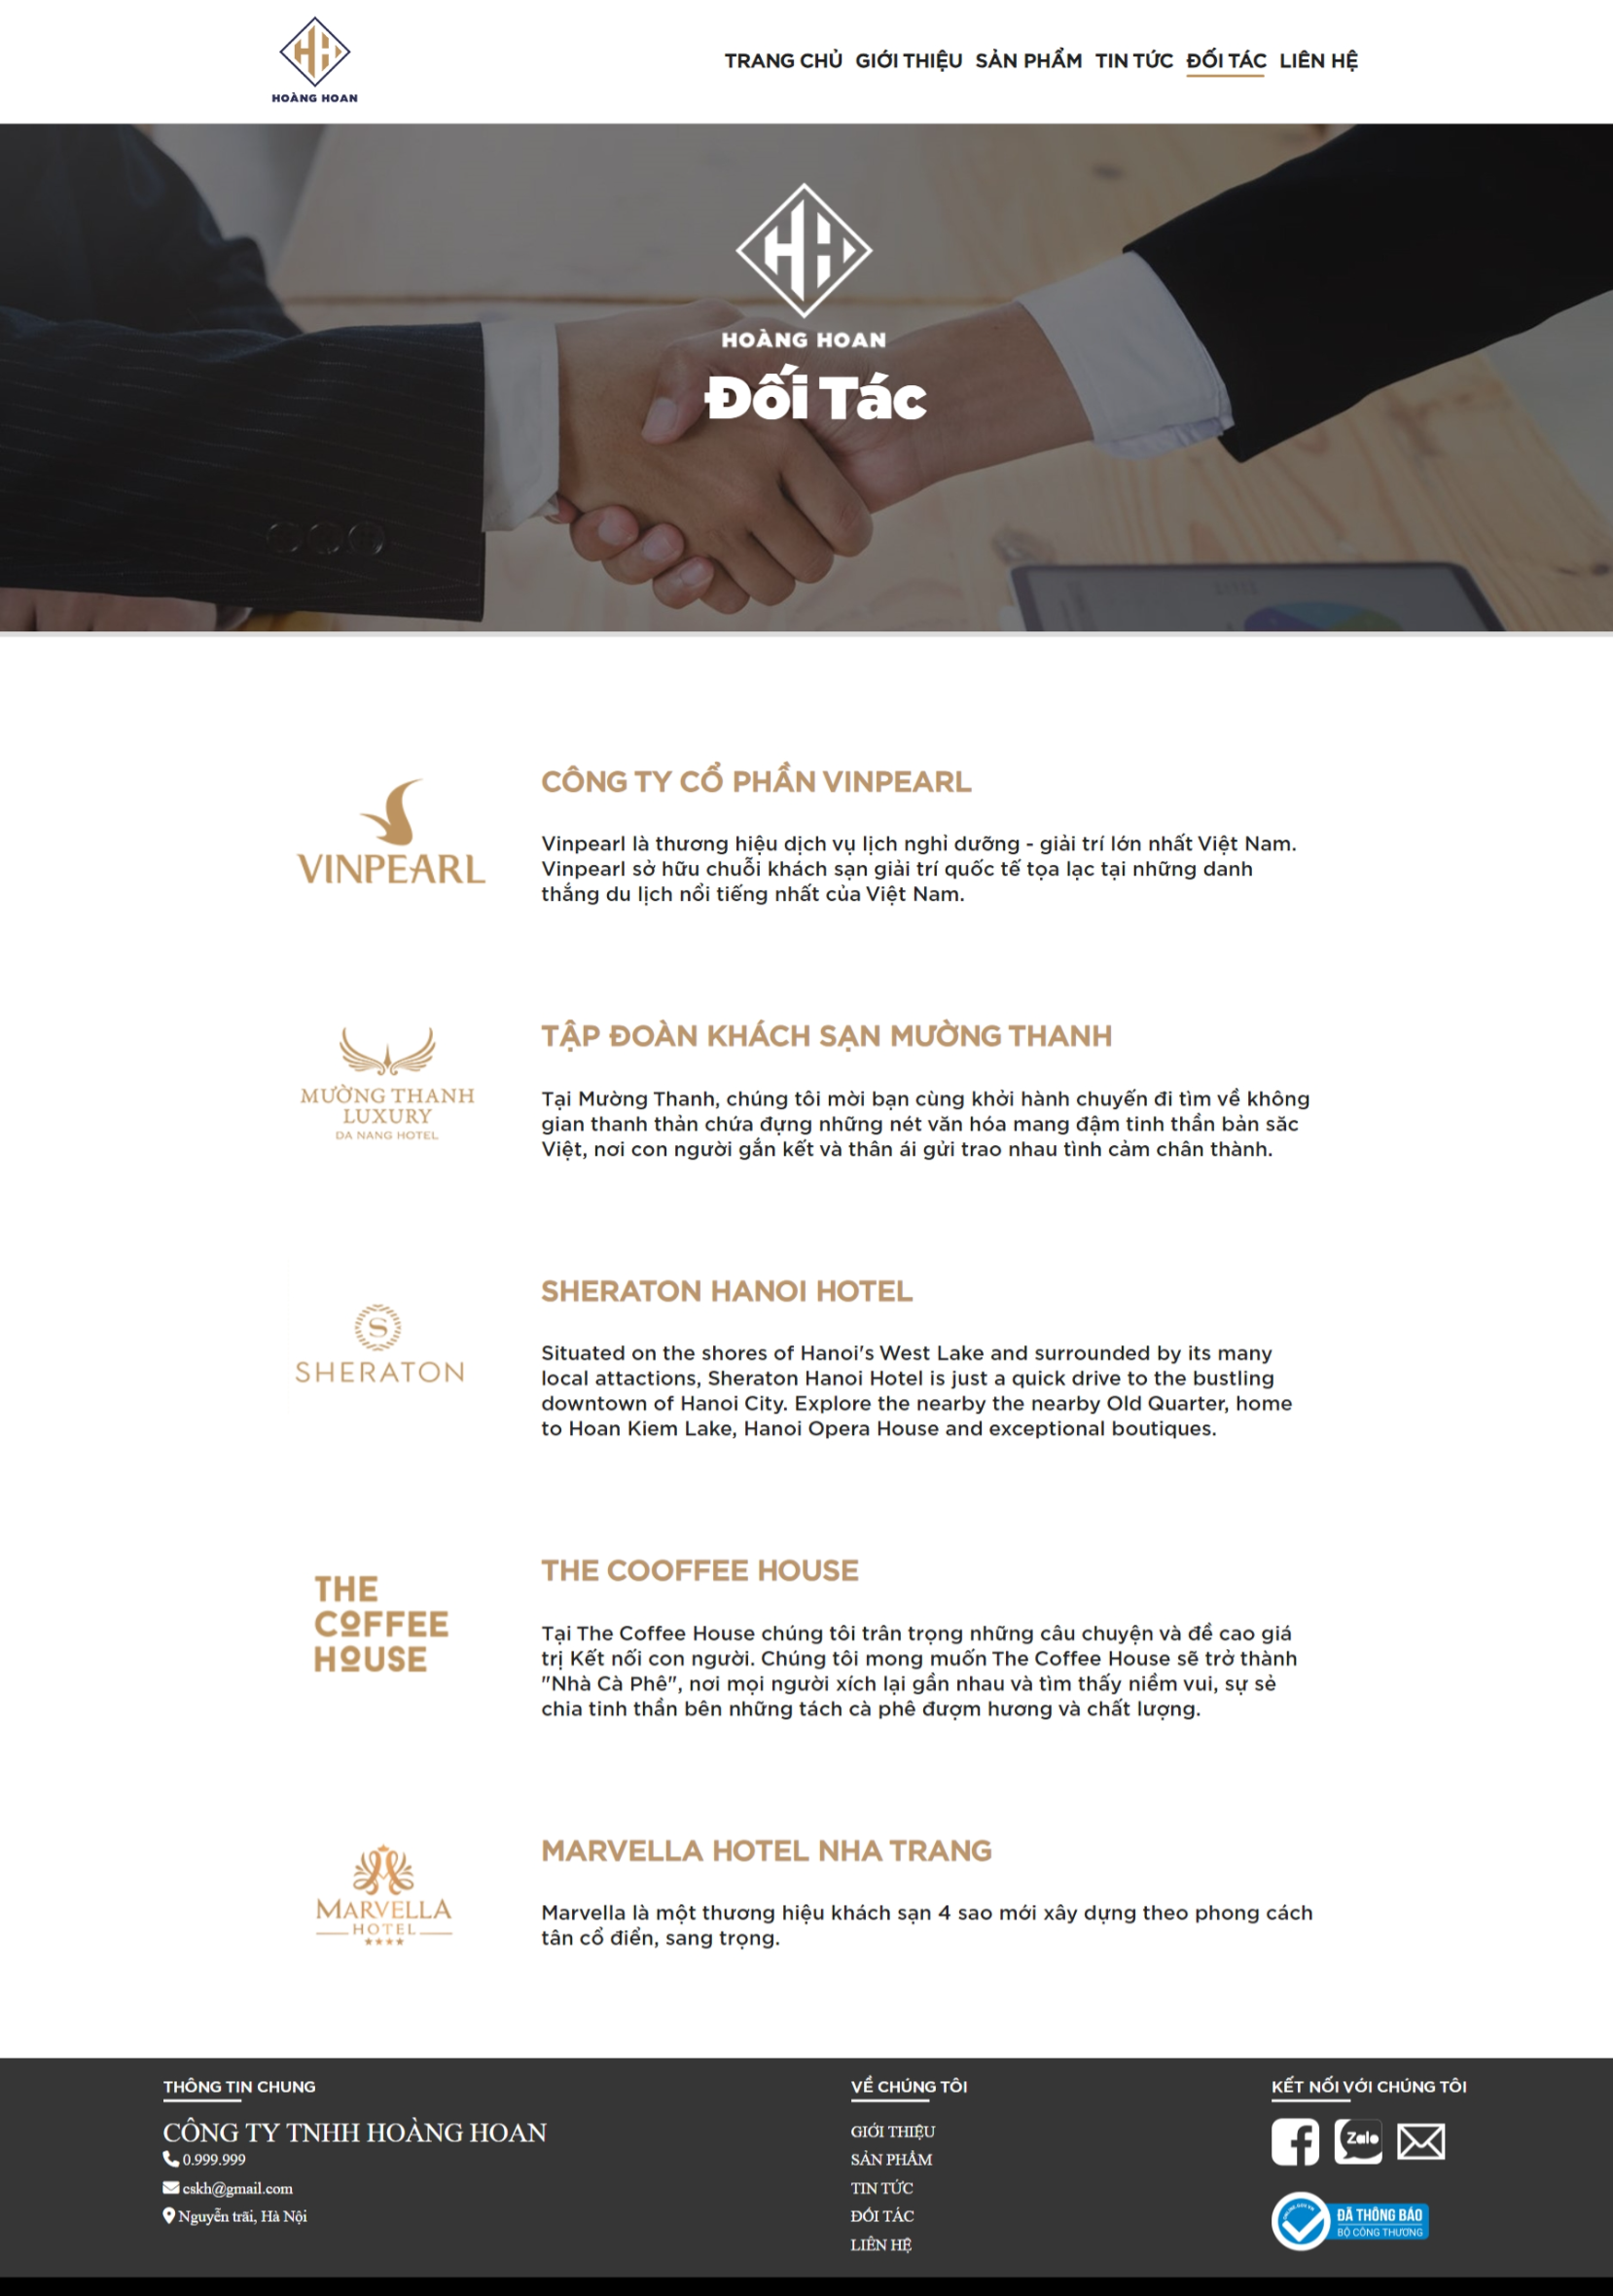 HOÀNG HOAN
TRANG CHỦ GIỚI THIỆU SẢN PHẨM TIN TỨC ĐỐI TÁC LIÊN HỆ
HOÀNG HOAN
Đối Tác
VINPEARL
CÔNG TY CỔ PHẦN VINPEARL
Vinpearl là thương hiệu dịch vụ lịch nghỉ dưỡng - giải trí lớn nhất Việt Nam.
Vinpearl sở hữu chuỗi khách sạn giải trí quốc tế tọa lạc tại những danh
thắng du lịch nổi tiếng nhất của Việt Nam.
MƯỜNG THANH
LUXURY
DA NANG HOTEL
TẬP ĐOÀN KHÁCH SẠN MƯỜNG THANH
Tại Mường Thanh, chúng tôi mời bạn cùng khởi hành chuyến đi tìm về không
gian thanh thản chứa đựng những nét văn hóa mang đậm tinh thần bản sắc
Việt, nơi con người gắn kết và thân ái gửi trao nhau tình cảm chân thành.
S
SHERATON
SHERATON HANOI HOTEL
Situated on the shores of Hanoi's West Lake and surrounded by its many
local attactions, Sheraton Hanoi Hotel is just a quick drive to the bustling
downtown of Hanoi City. Explore the nearby the nearby Old Quarter, home
to Hoan Kiem Lake, Hanoi Opera House and exceptional boutiques.
THE
COFFEE
HOUSE
THE COOFFEE HOUSE
Tại The Coffee House chúng tôi trân trọng những câu chuyện và đề cao giá
trị Kết nối con người. Chúng tôi mong muốn The Coffee House sẽ trở thành
"Nhà Cà Phê", nơi mọi người xích lại gần nhau và tìm thấy niềm vui, sự sẻ
chia tinh thần bên những tách cà phê đượm hương và chất lượng.
MARVELLA
HOTEL
MARVELLA HOTEL NHA TRANG
Marvella là một thương hiệu khách sạn 4 sao mới xây dựng theo phong cách
tân cổ điển, sang trọng.
THÔNG TIN CHUNG
CÔNG TY TNHH HOÀNG HOAN
0.999.999
cskh@gmail.com
Nguyễn trãi, Hà Nội
VỀ CHÚNG TÔI
GIỚI THIỆU
SẢN PHẨM
TIN TỨC
ĐỐI TÁC
LIÊN HỆ
KẾT NỐI VỚI CHÚNG TÔI
Zalo
ĐÃ THÔNG BÁO
BỘ CÔNG THƯƠNG